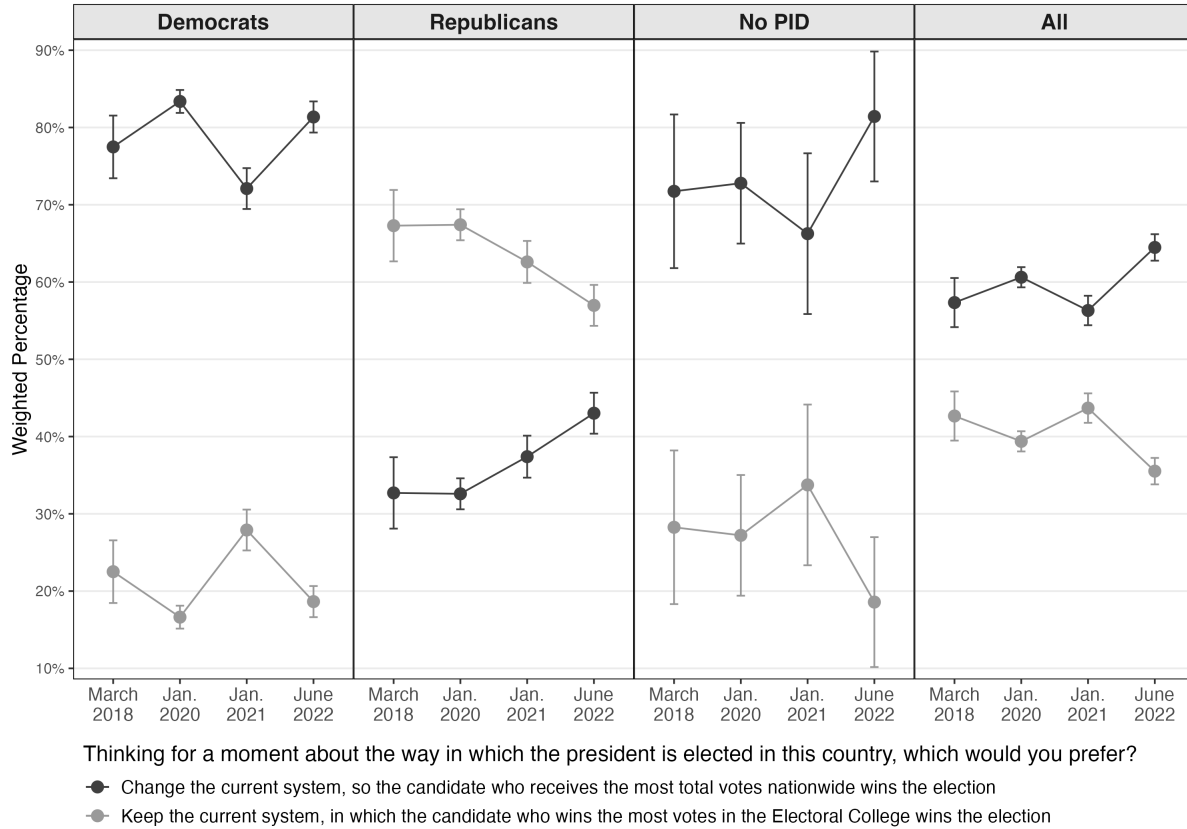 Democrats Republicans No PID All
90%
80%
70%
60%
50%
40%
30%
20%
10%
Weighted Percentage
March 2018 Jan. 2020 Jan. 2021 June 2022 March 2018 Jan. 2020 Jan. 2021 June 2022 March 2018 Jan. 2020 Jan. 2021 June 2022 March 2018 Jan. 2020 Jan. 2021 June 2022
Thinking for a moment about the way in which the president is elected in this country, which would you prefer?
Change the current system, so the candidate who receives the most total votes nationwide wins the election
Keep the current system, in which the candidate who wins the most votes in the Electoral College wins the election